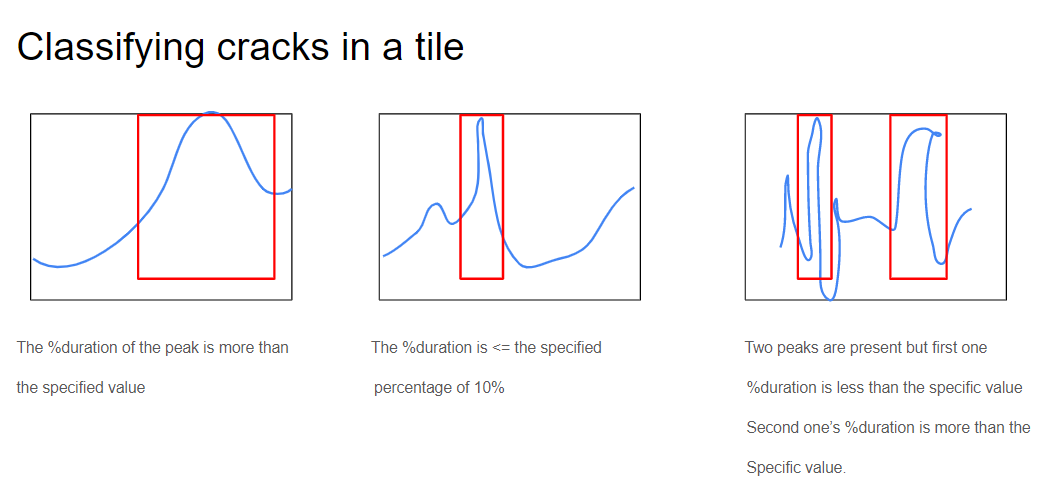 Classifying cracks in a tile
The %duration of the peak is more than
the specified value
The %duration is <= the specified
percentage of 10%
Two peaks are present but first one
%duration is less than the specific value
Second one’s %duration is more than the
Specific value.